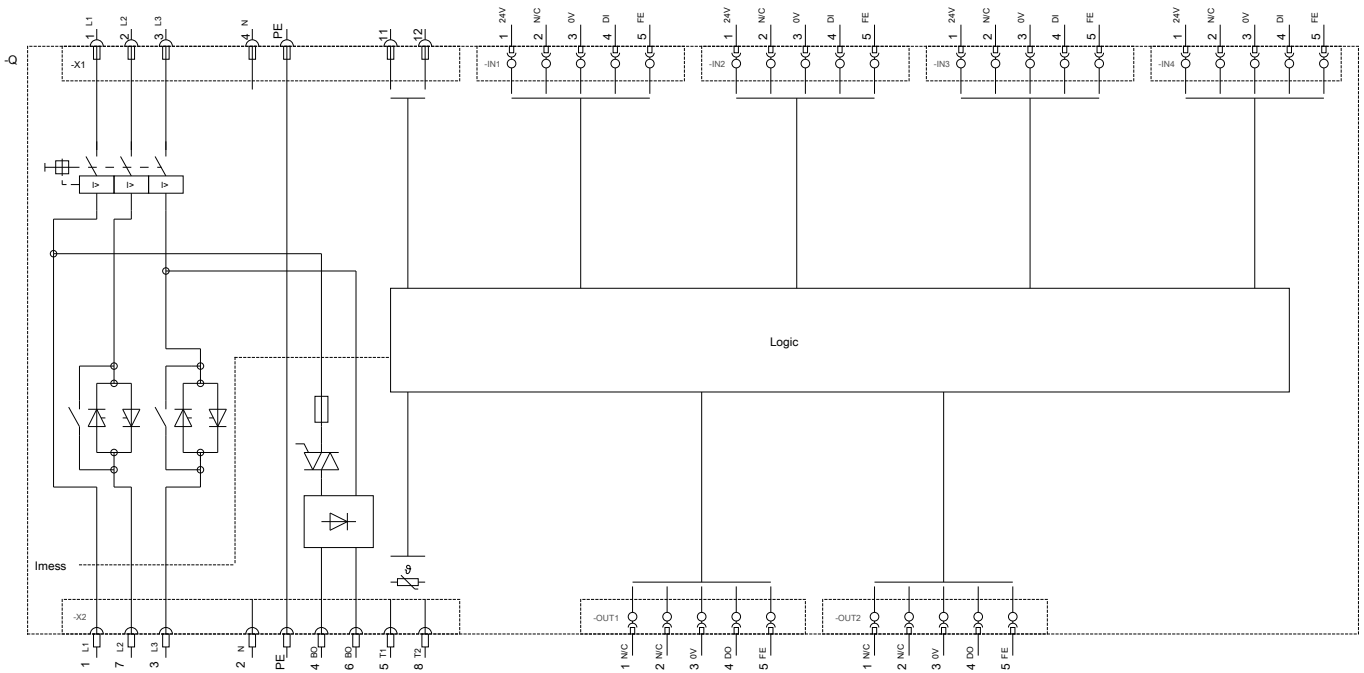 -Q
1 L1
2 L2
3 L3
4 N
PE
11
12
-X1
1 24V
2 N/C
3 0V
4 DI
5 FE
-IN1
1 24V
2 N/C
3 0V
4 DI
5 FE
-IN2
1 24V
2 N/C
3 0V
4 DI
5 FE
-IN3
1 24V
2 N/C
3 0V
4 DI
5 FE
-IN4
I>
I>
I>
Logic
Imess
ϑ
-X2
1 L1
7 L2
3 L3
2 N
PE
4 BO
6 BO
5 T1
8 T2
-OUT1
1 N/C
2 N/C
3 0V
4 DO
5 FE
-OUT2
1 N/C
2 N/C
3 0V
4 DO
5 FE